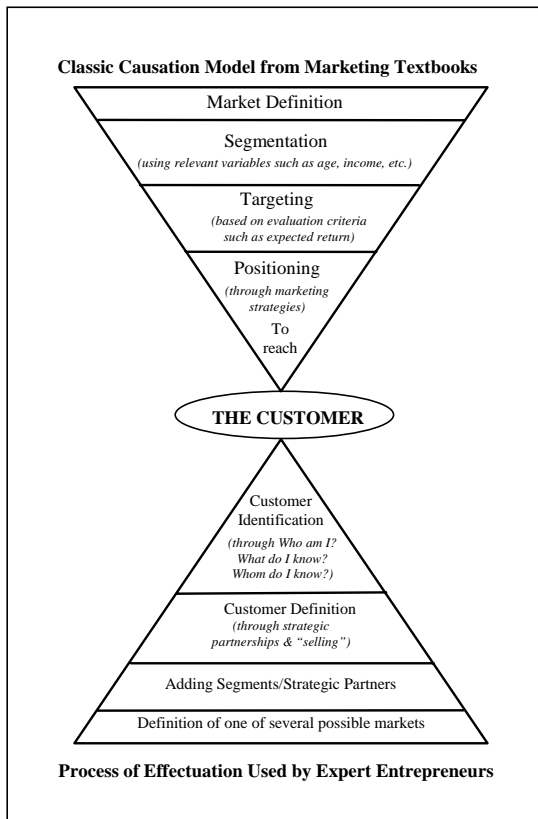 Classic Causation Model from Marketing Textbooks
Market Definition
Segmentation
(using relevant variables such as age, income, etc.)
Targeting
(based on evaluation criteria
such as expected return)
Positioning
(through marketing
strategies)
To
reach
THE CUSTOMER
Customer
Identification
(through Who am I?
What do I know?
Whom do I know?)
Customer Definition
(through strategic
partnerships & “selling”)
Adding Segments/Strategic Partners
Definition of one of several possible markets
Process of Effectuation Used by Expert Entrepreneurs